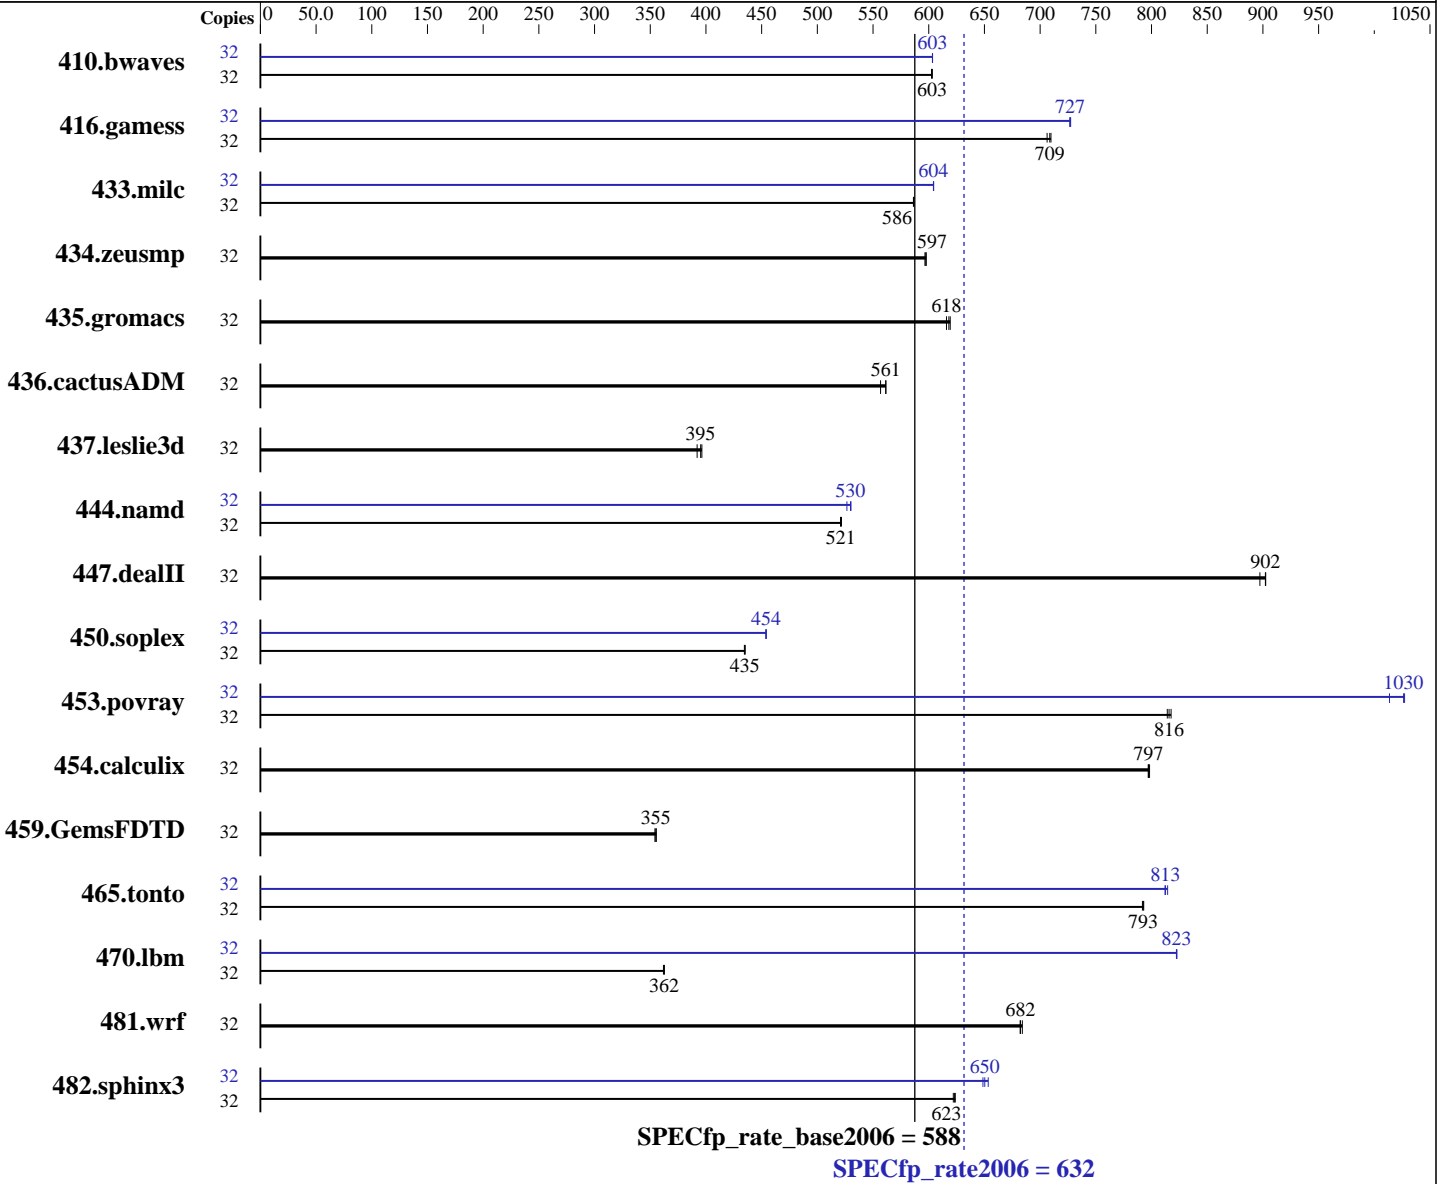 Copies 0 50.0 100 150 200 250 300 350 400 450 500 550 600 650 700 750 800 850 900 950 1050
410.bwaves 32 603
32 603
416.gamess 32 727
32 709
433.milc 32 604
32 586
434.zeusmp 32 597
435.gromacs 32 618
436.cactusADM 32 561
437.leslie3d 32 395
444.namd 32 530
32 521
447.dealII 32 902
450.soplex 32 454
32 435
453.povray 32 1030
32 816
454.calculix 32 797
459.GemsFDTD 32 355
465.tonto 32 813
32 793
470.lbm 32 823
32 362
481.wrf 32 682
482.sphinx3 32 650
32 623
SPECfp_rate_base2006 = 588
SPECfp_rate2006 = 632